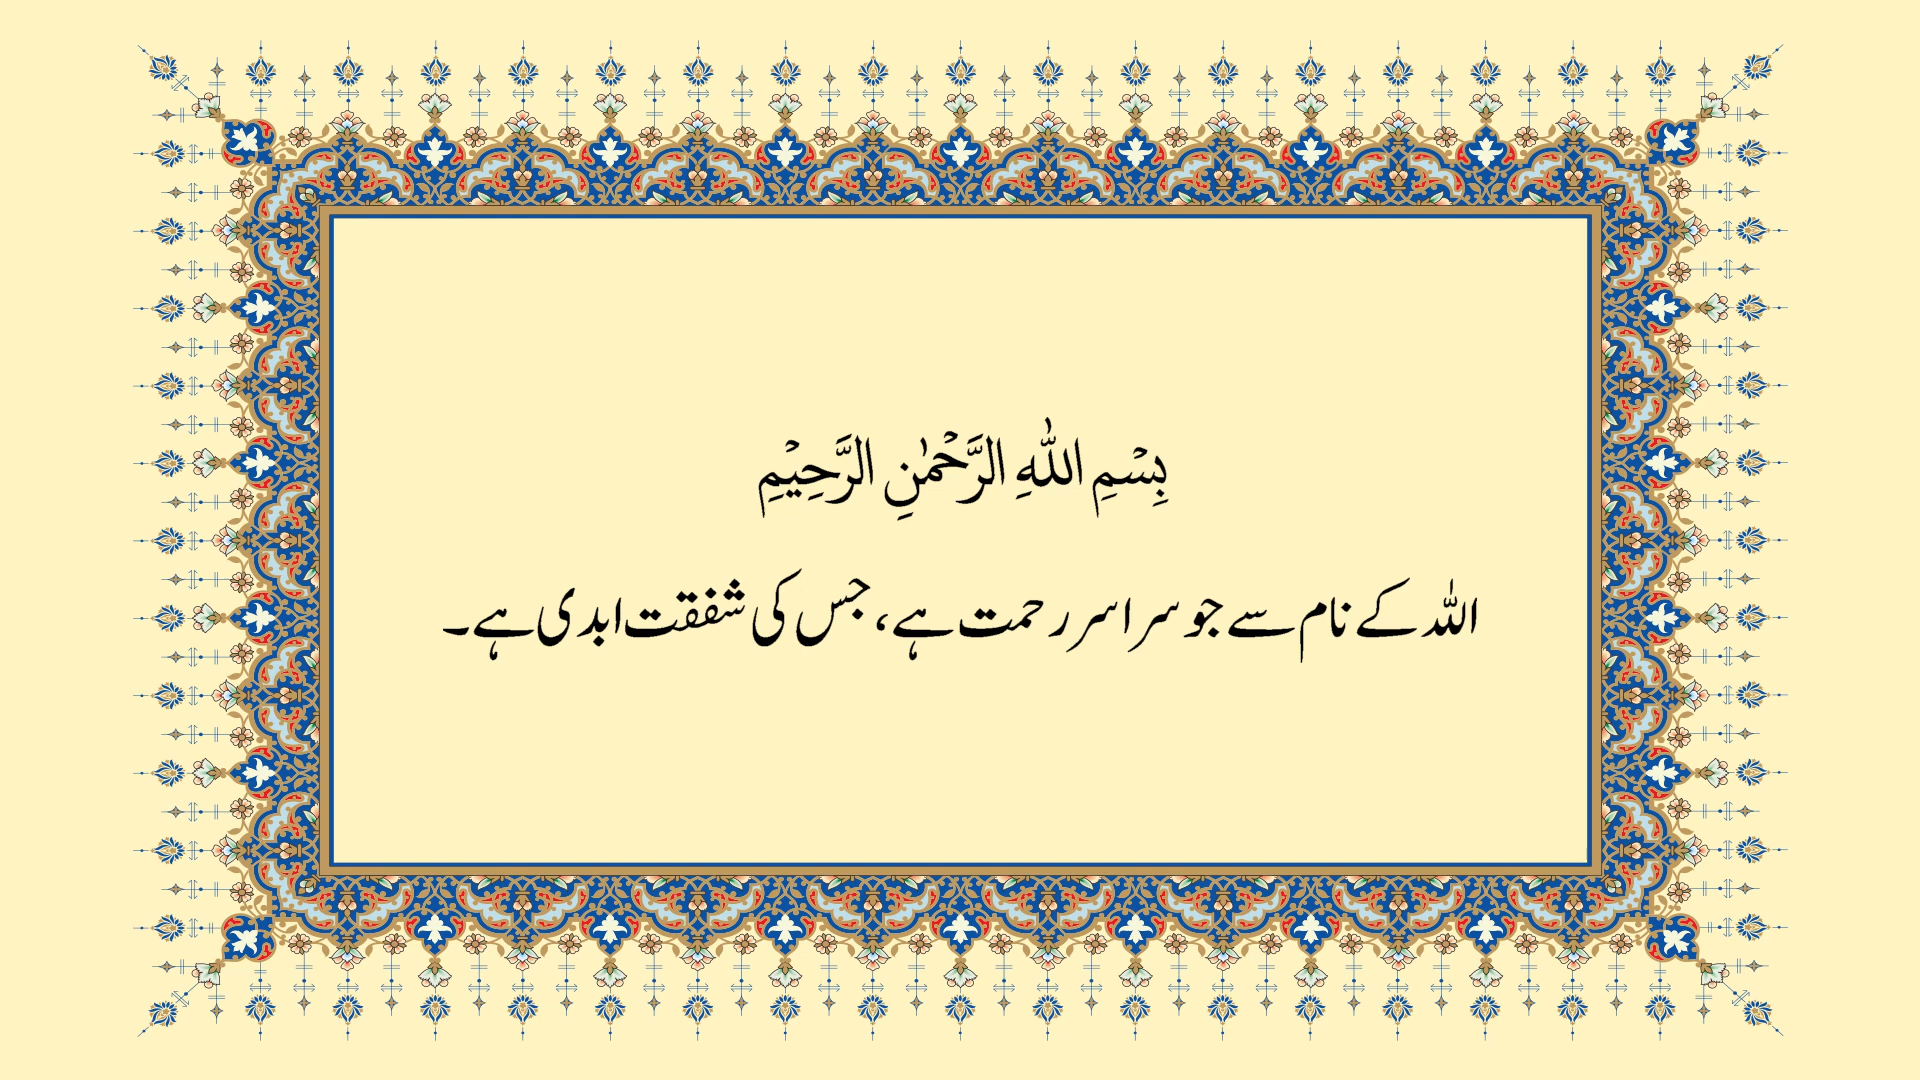 بِسْمِ اللّٰهِ الرَّحْمٰنِ الرَّحِيْمِ
اللہ کے نام سے جو سراسر رحمت ہے، جس کی شفقت ابدی ہے۔